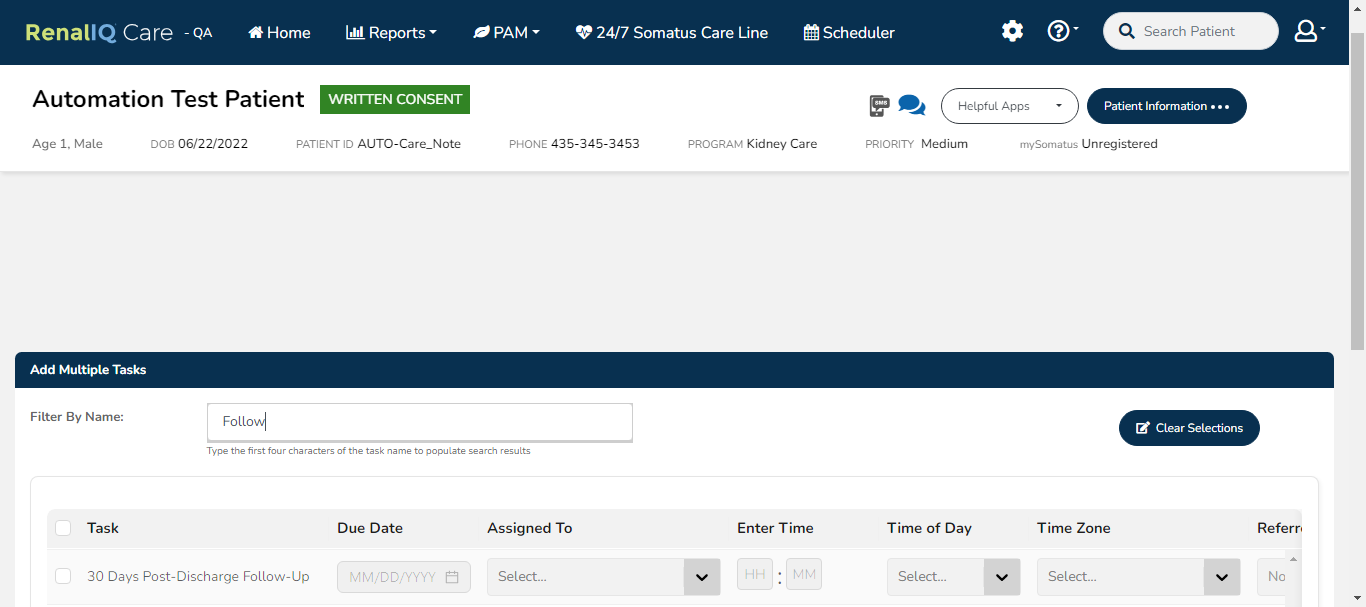 RenalIQ Care - QA Home Reports PAM 24/7 Somatus Care Line Scheduler Search Patient
Automation Test Patient WRITTEN CONSENT SMS Helpful Apps Patient Information
Age 1, Male DOB 06/22/2022 PATIENT ID AUTO-Care_Note PHONE 435-345-3453 PROGRAM Kidney Care PRIORITY Medium mySomatus Unregistered
Add Multiple Tasks
Filter By Name: Follow Clear Selections
Type the first four characters of the task name to populate search results
Task Due Date Assigned To Enter Time Time of Day Time Zone Referr
30 Days Post-Discharge Follow-Up MM/DD/YYYY Select... HH : MM Select... Select... No